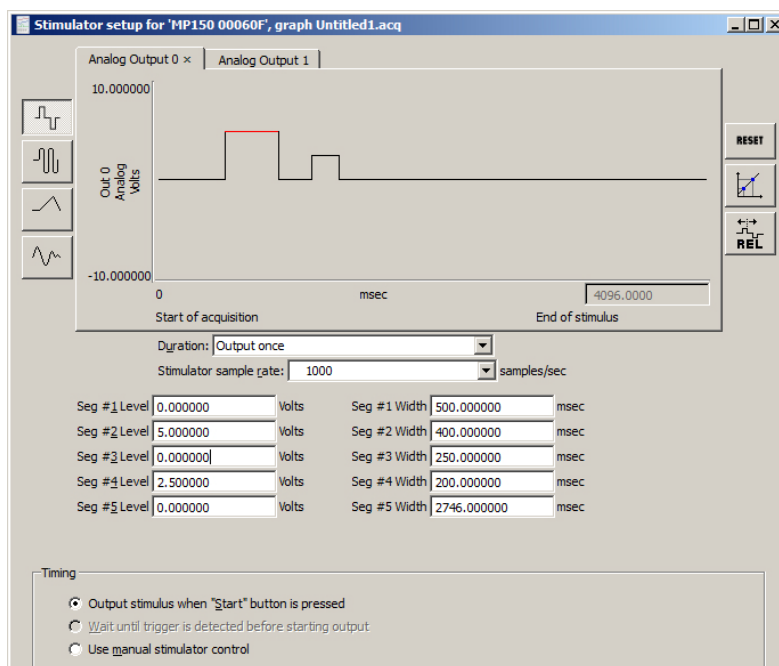 Stimulator setup for 'MP150 00060F', graph Untitled1.acq
Analog Output 0 × Analog Output 1
10.000000
Out 0
Analog
Volts
-10.000000
0 msec 4096.0000
Start of acquisition End of stimulus
RESET
REL
Duration: Output once
Stimulator sample rate: 1000 samples/sec
Seg #1 Level 0.000000 Volts Seg #1 Width 500.000000 msec
Seg #2 Level 5.000000 Volts Seg #2 Width 400.000000 msec
Seg #3 Level 0.000000 Volts Seg #3 Width 250.000000 msec
Seg #4 Level 2.500000 Volts Seg #4 Width 200.000000 msec
Seg #5 Level 0.000000 Volts Seg #5 Width 2746.000000 msec
Timing
Output stimulus when "Start" button is pressed
Wait until trigger is detected before starting output
Use manual stimulator control